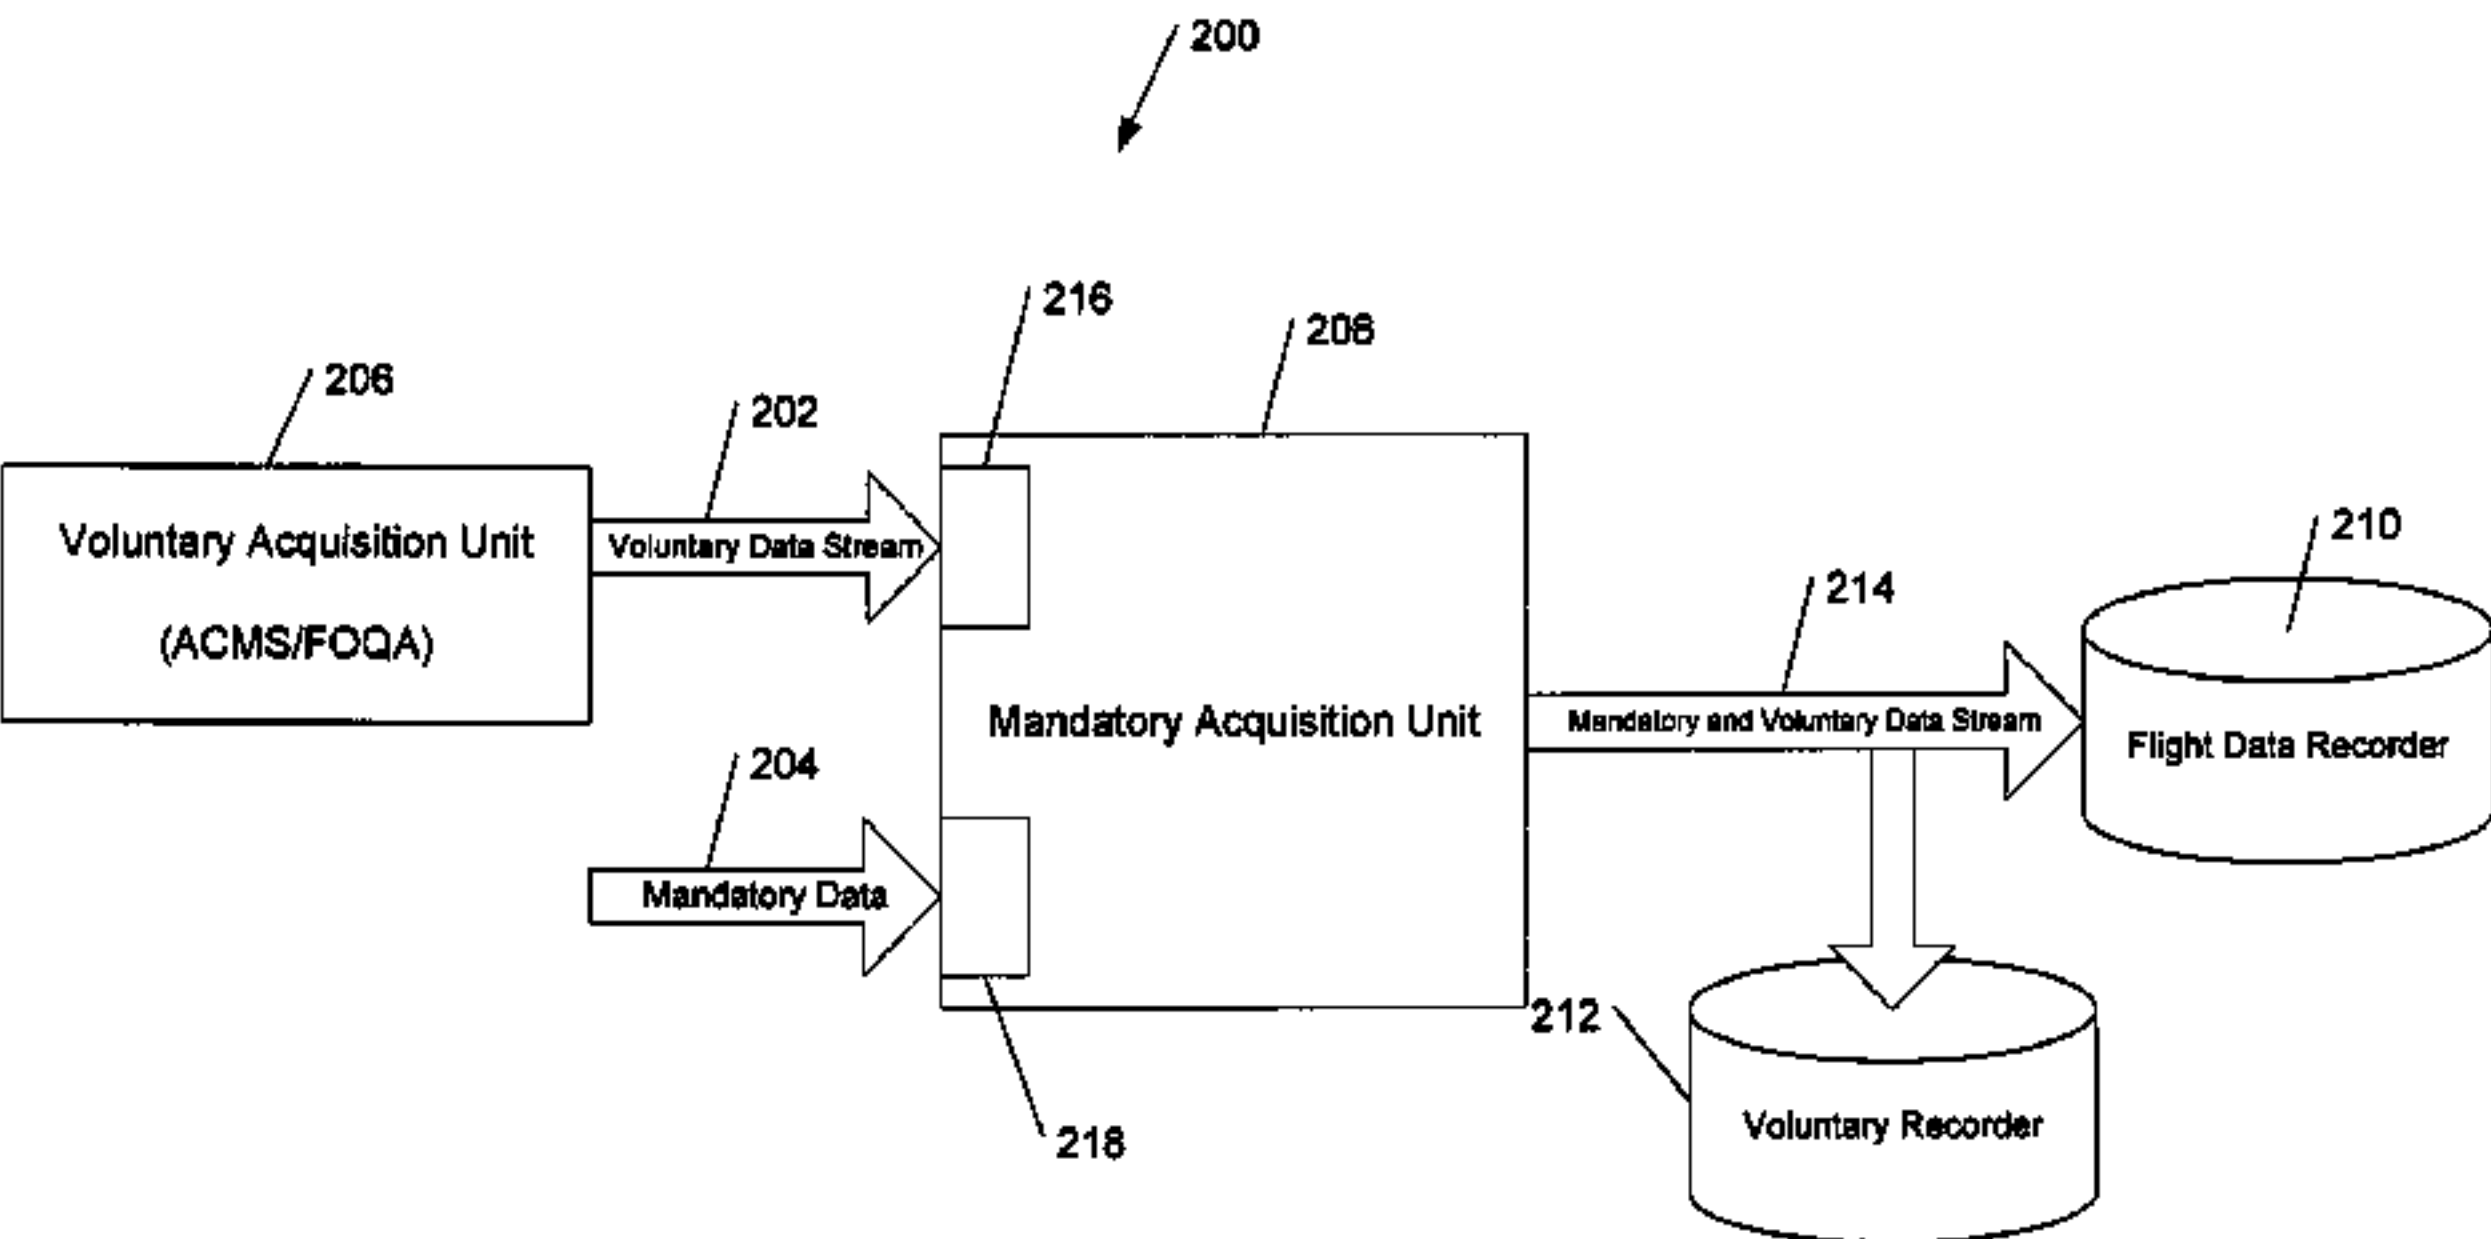 200
216
208
206
202
Voluntary Acquisition Unit
(ACMS/FOQA)
Voluntary Data Stream
210
214
Mandatory Acquisition Unit
Mandatory and Voluntary Data Stream
Flight Data Recorder
204
Mandatory Data
212
218
Voluntary Recorder